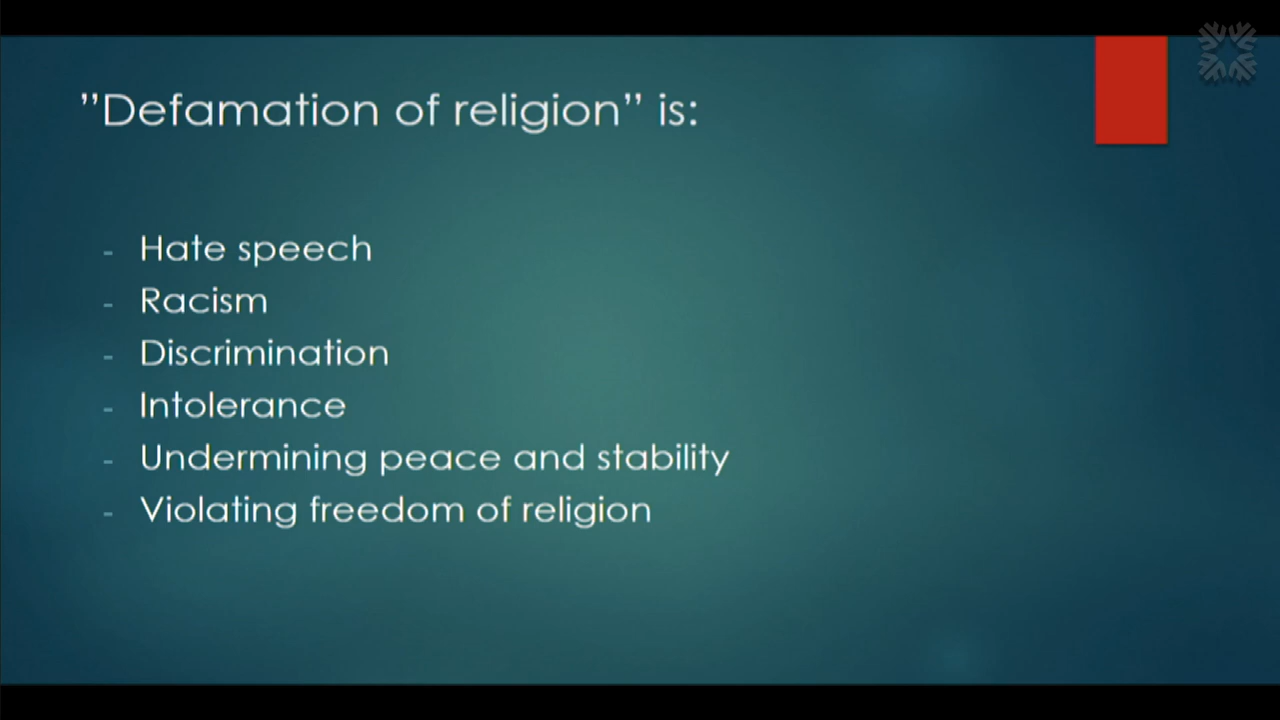 ”Defamation of religion” is:
- Hate speech
- Racism
- Discrimination
- Intolerance
- Undermining peace and stability
- Violating freedom of religion